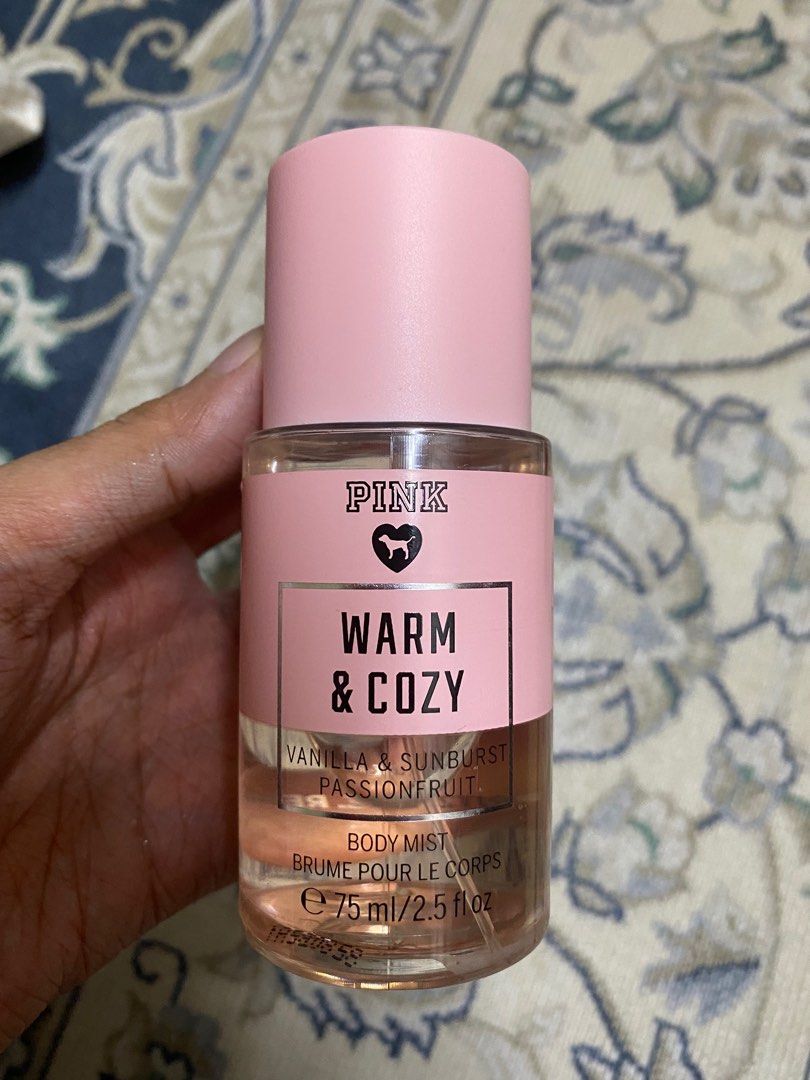 PINK
WARM
& COZY
VANILLA & SUNBURST
PASSIONFRUIT
BODY MIST
BRUME POUR LE CORPS
℮ 75 ml/2.5 fl oz